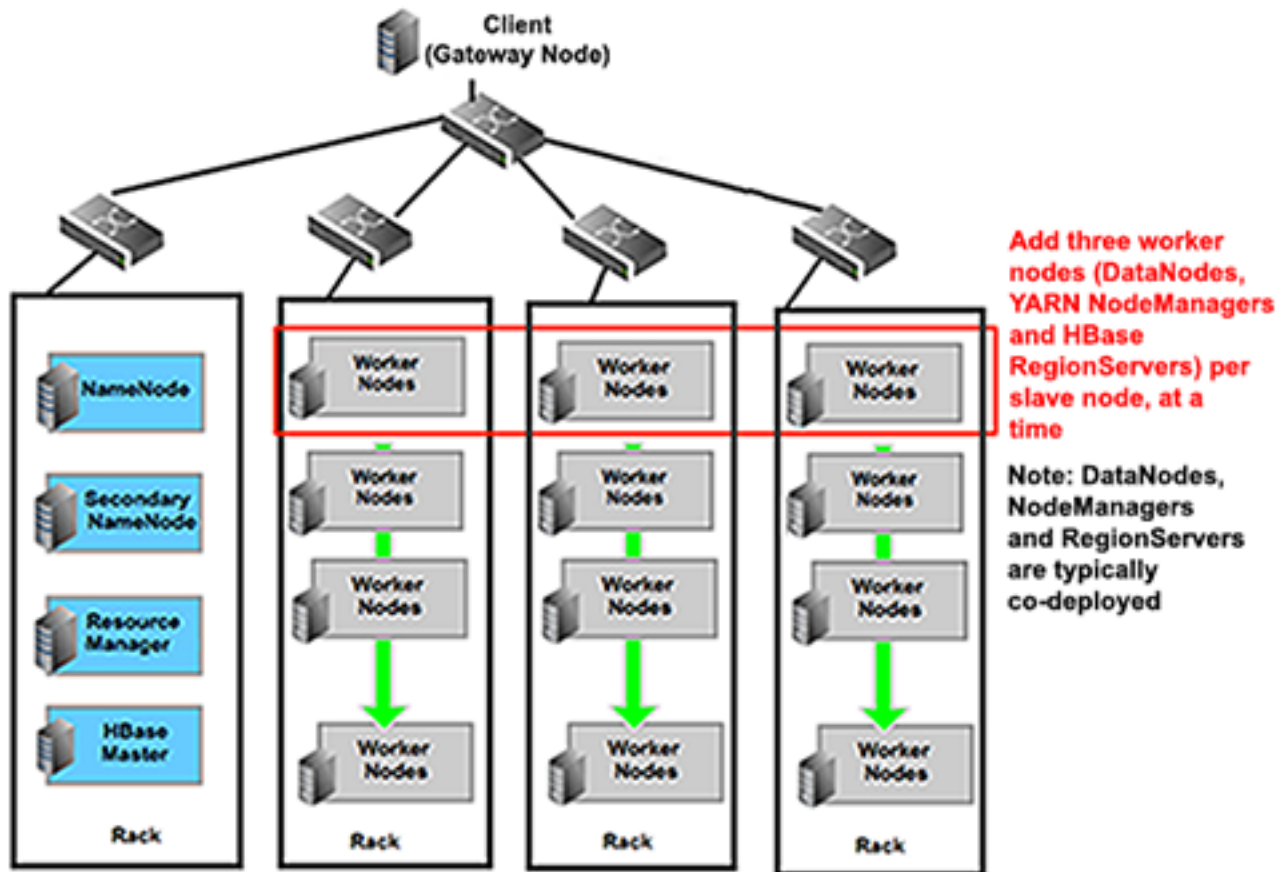 Client
(Gateway Node)
Add three worker
nodes (DataNodes,
YARN NodeManagers
and HBase
RegionServers) per
slave node, at a
time
Note: DataNodes,
NodeManagers
and RegionServers
are typically
co-deployed
NameNode
Secondary
NameNode
Resource
Manager
HBase
Master
Rack
Worker
Nodes
Worker
Nodes
Worker
Nodes
Worker
Nodes
Rack
Worker
Nodes
Worker
Nodes
Worker
Nodes
Worker
Nodes
Rack
Worker
Nodes
Worker
Nodes
Worker
Nodes
Worker
Nodes
Rack